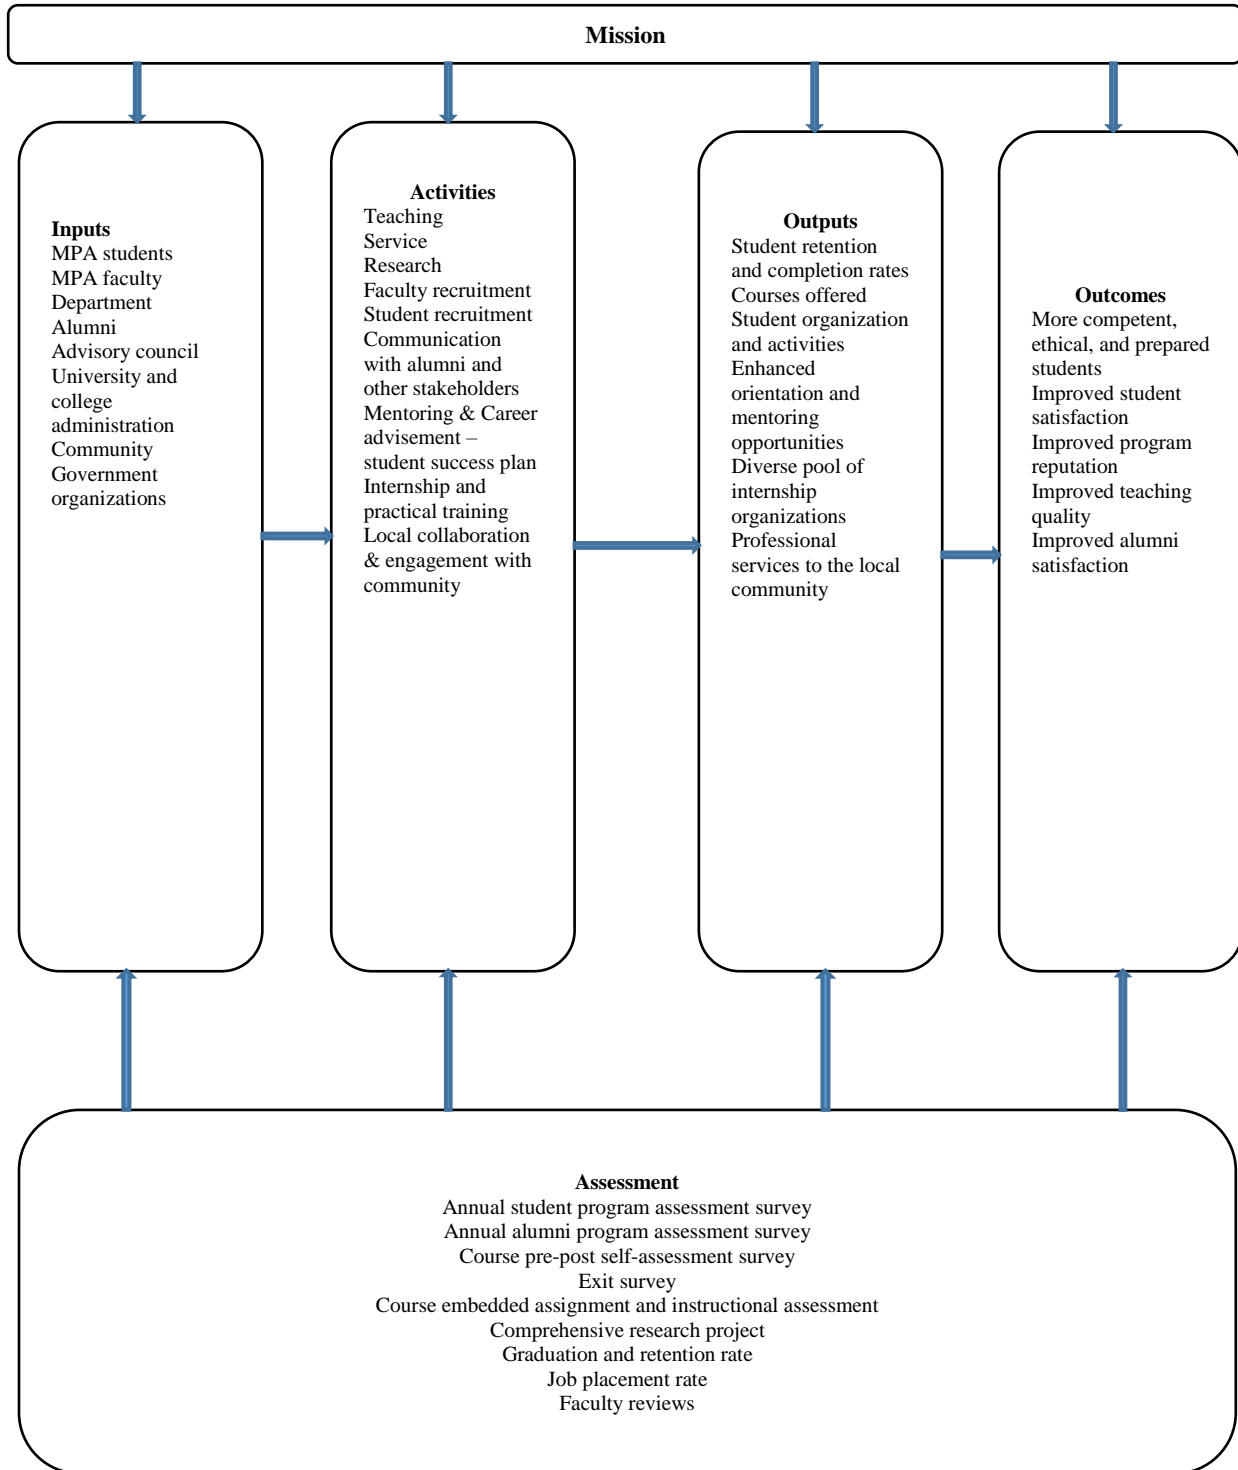 Mission
Inputs
MPA students
MPA faculty
Department
Alumni
Advisory council
University and
college
administration
Community
Government
organizations
Activities
Teaching
Service
Research
Faculty recruitment
Student recruitment
Communication
with alumni and
other stakeholders
Mentoring & Career
advisement –
student success plan
Internship and
practical training
Local collaboration
& engagement with
community
Outputs
Student retention
and completion rates
Courses offered
Student organization
and activities
Enhanced
orientation and
mentoring
opportunities
Diverse pool of
internship
organizations
Professional
services to the local
community
Outcomes
More competent,
ethical, and prepared
students
Improved student
satisfaction
Improved program
reputation
Improved teaching
quality
Improved alumni
satisfaction
Assessment
Annual student program assessment survey
Annual alumni program assessment survey
Course pre-post self-assessment survey
Exit survey
Course embedded assignment and instructional assessment
Comprehensive research project
Graduation and retention rate
Job placement rate
Faculty reviews